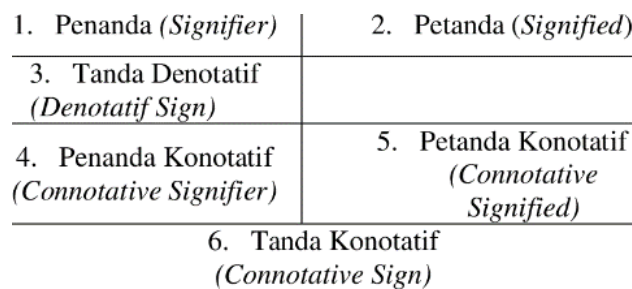 1. Penanda (Signifier)
2. Petanda (Signified)
3. Tanda Denotatif
(Denotatif Sign)
4. Penanda Konotatif
(Connotative Signifier)
5. Petanda Konotatif
(Connotative
Signified)
6. Tanda Konotatif
(Connotative Sign)